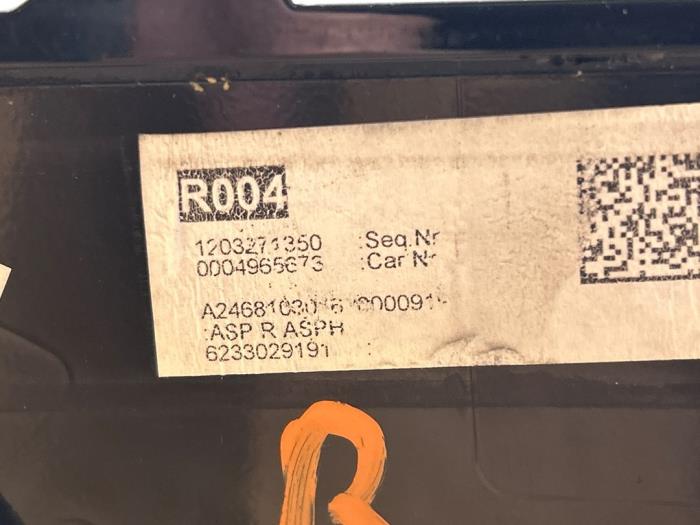 R004
1203271350 :Seq.Nr
0004965673 :Car Nr
:ASP R ASPH
6233029191 :
R